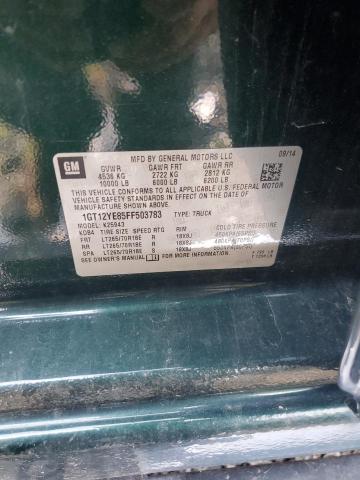 GM
MFD BY GENERAL MOTORS LLC
09/14
GVWR GAWR FRT GAWR RR
4536 KG 2722 KG 2812 KG
10000 LB 6000 LB 6200 LB
THIS VEHICLE CONFORMS TO ALL APPLICABLE U.S. FEDERAL MOTOR
VEHICLE SAFETY STANDARDS IN EFFECT ON THE DATE OF
MANUFACTURE SHOWN ABOVE.
1GT12YE85FF503783 TYPE: TRUCK
MODEL: K25943
KDB4 TIRE SIZE SPEED RTG RIM COLD TIRE PRESSURE
FRT LT265/70R18E R 18X8J
RR LT265/70R18E R 18X8J
SPA LT265/70R18E R 18X8J
SEE OWNER'S MANUAL FOR MORE INFORMATION.